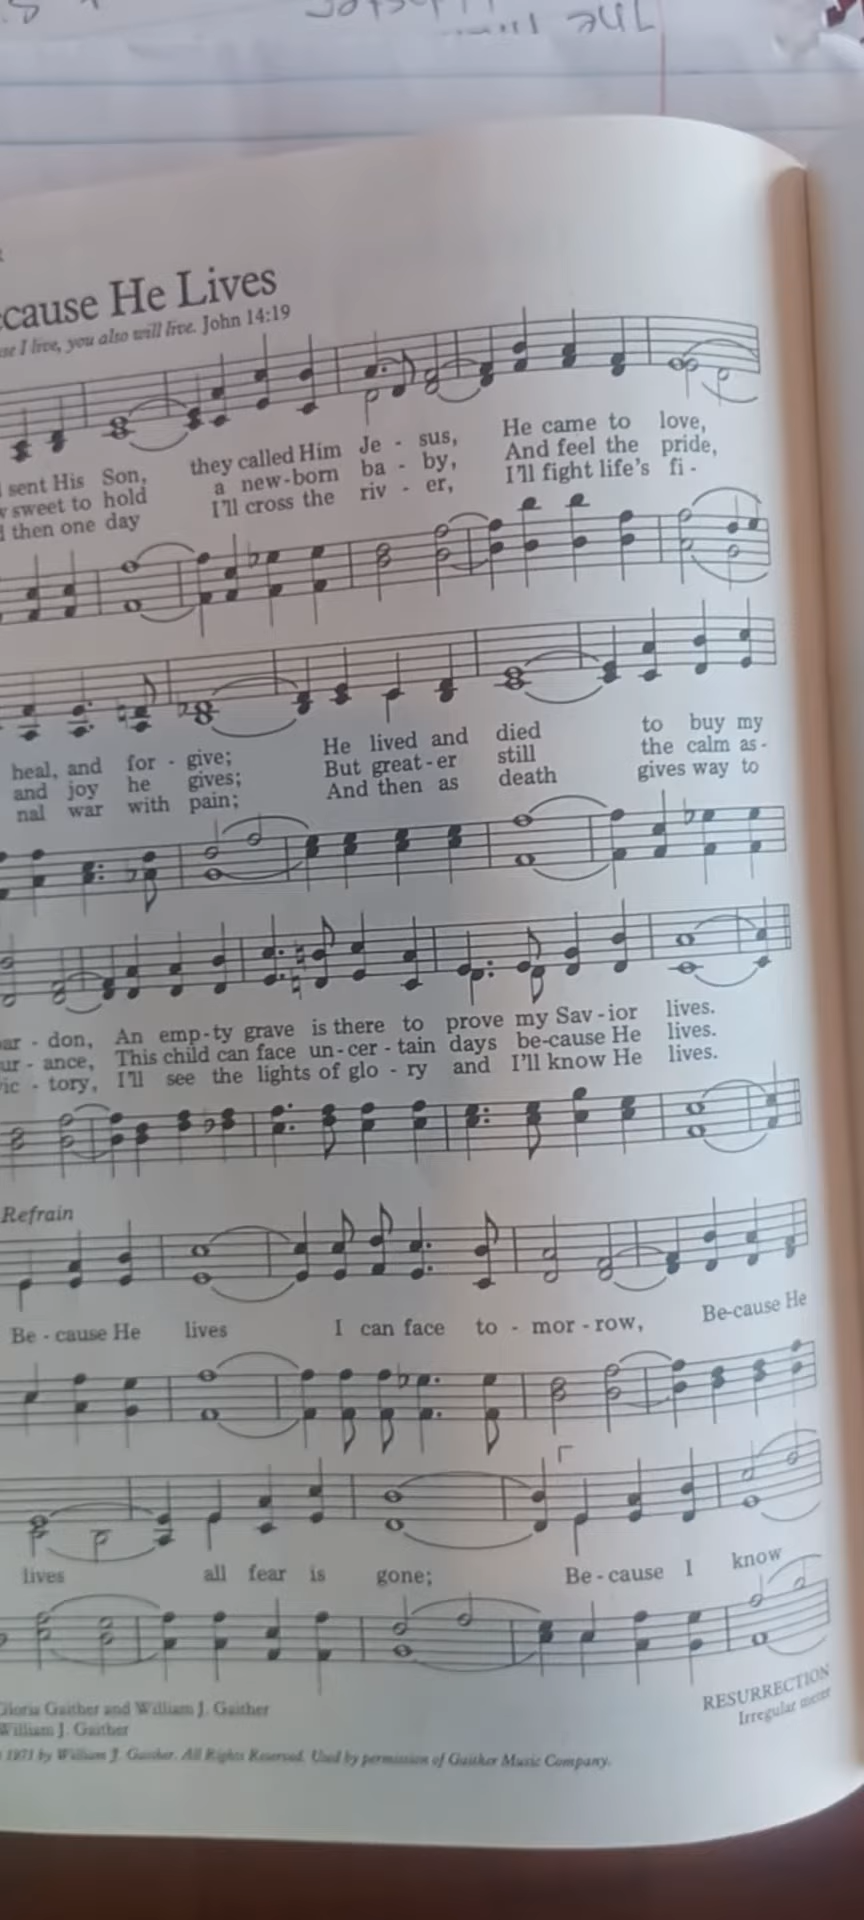 cause He Lives
I live, you also will live. John 14:19
sent His Son, they called Him Je - sus, He came to love,
sweet to hold a new-born ba - by, And feel the pride,
then one day I'll cross the riv - er, I'll fight life's fi -
heal, and for - give; He lived and died to buy my
and joy he gives; But great-er still the calm as-
nal war with pain; And then as death gives way to
ar - don, An emp-ty grave is there to prove my Sav-ior lives.
ur - ance, This child can face un-cer-tain days be-cause He lives.
ic - tory, I'll see the lights of glo - ry and I'll know He lives.
Refrain
Be - cause He lives I can face to - mor - row, Be-cause He
lives all fear is gone; Be - cause I know
Gloria Gaither and William J. Gaither
William J. Gaither
RESURRECTION
Irregular meter
1971 by William J. Gaither. All Rights Reserved. Used by permission of Gaither Music Company.